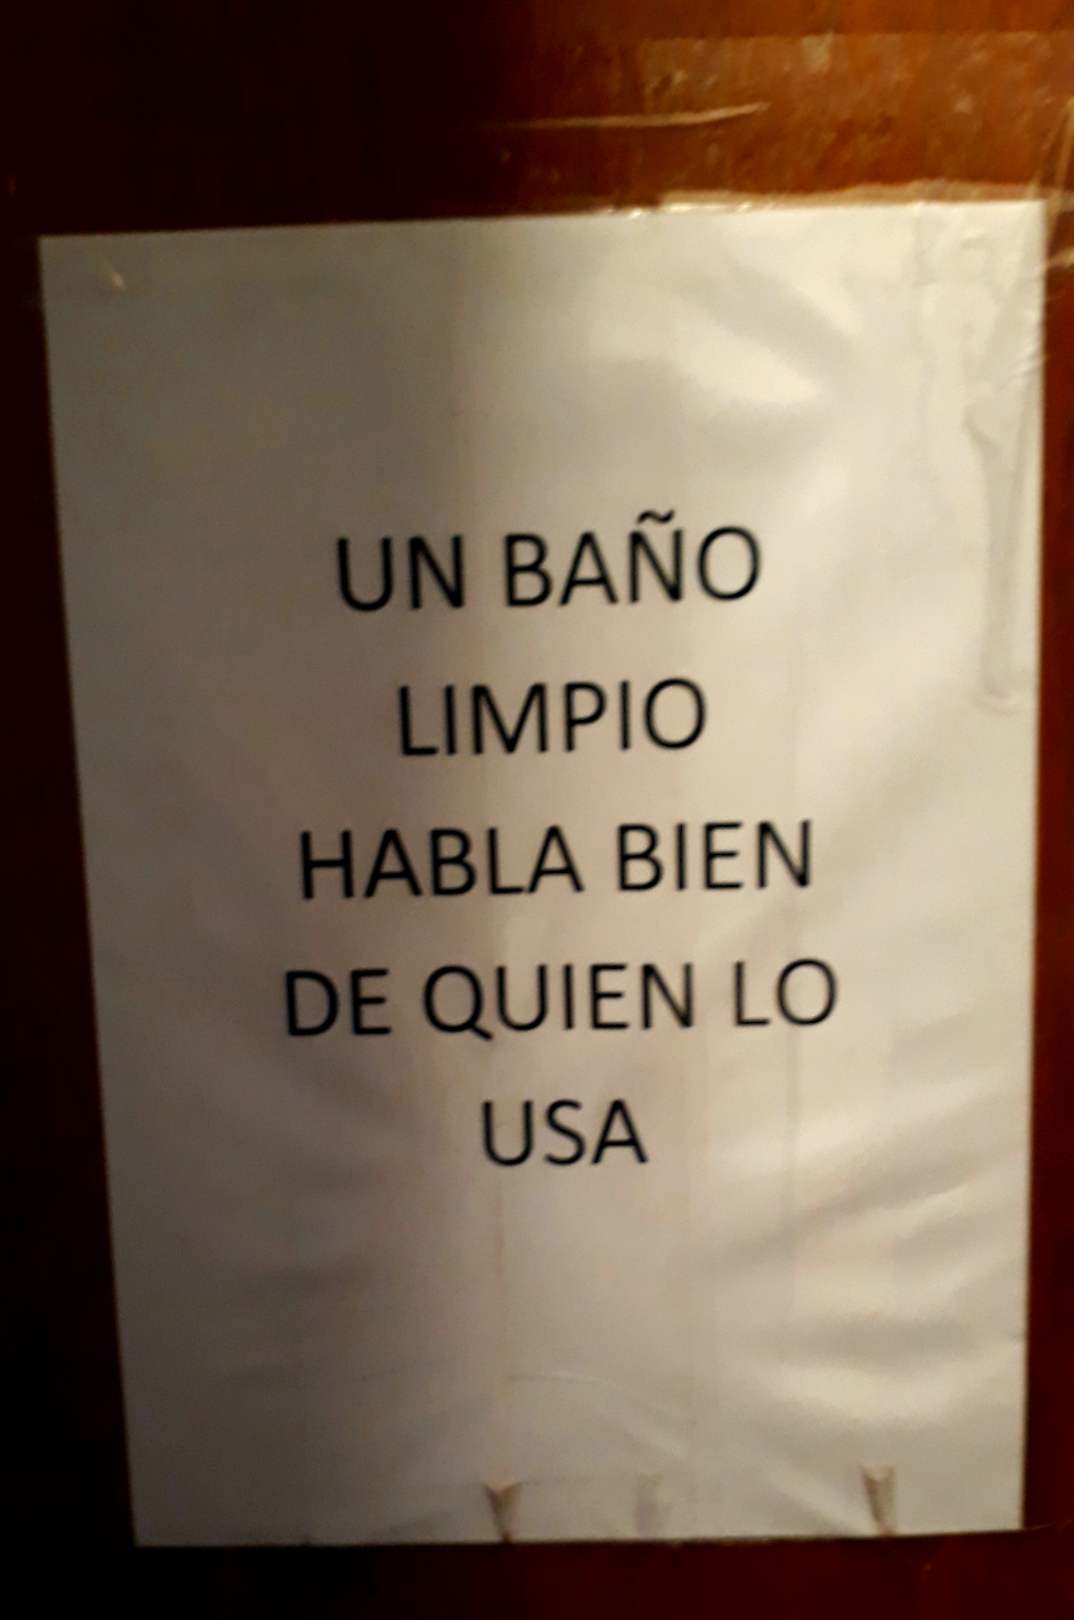 UN BAÑO
LIMPIO
HABLA BIEN
DE QUIEN LO
USA